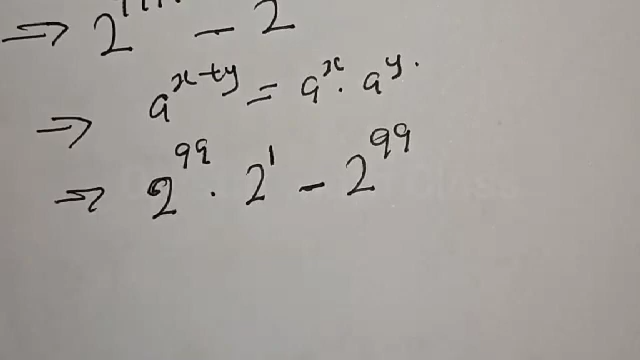 ⇒ 2 - 2
⇒ a^{x+y} = a^x · a^y .
⇒ 2^{99} · 2^1 - 2^{99}